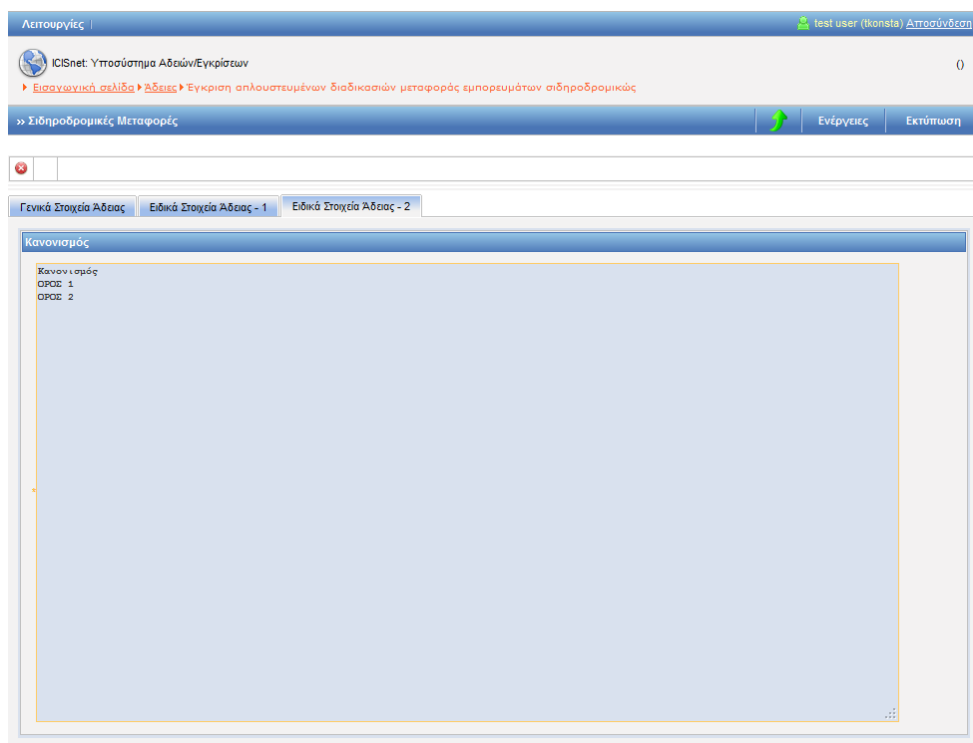 Λειτουργίες | test user (tkonsta) Αποσύνδεση
ICISnet: Υποσύστημα Αδειών/Εγκρίσεων ()
Εισαγωγική σελίδα Άδειες Έγκριση απλουστευμένων διαδικασιών μεταφοράς εμπορευμάτων σιδηροδρομικώς
›› Σιδηροδρομικές Μεταφορές Ενέργειες Εκτύπωση
Γενικά Στοιχεία Άδειας Ειδικά Στοιχεία Άδειας - 1 Ειδικά Στοιχεία Άδειας - 2
Κανονισμός
Κανονισμός
ΟΡΟΣ 1
ΟΡΟΣ 2
*